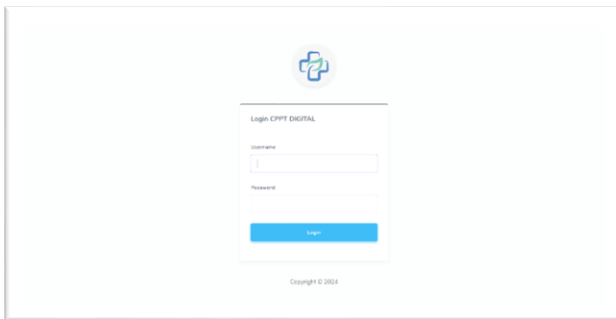 Login CPPT DIGITAL
Username
Password
Login
Copyright © 2024